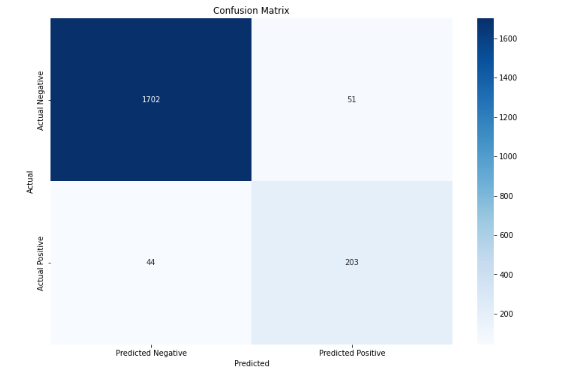 Confusion Matrix
Actual Negative
1702
51
1600
1400
1200
1000
800
600
400
200
Actual
Actual Positive
44
203
Predicted Negative
Predicted Positive
Predicted